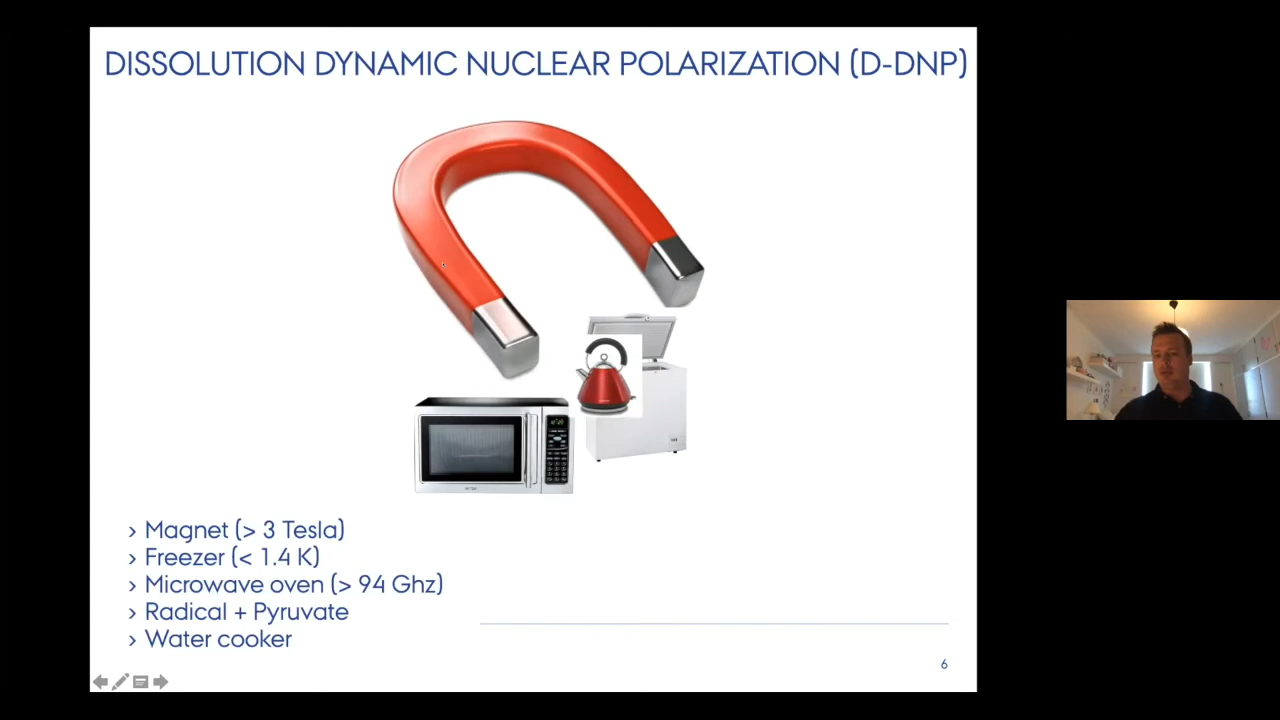 DISSOLUTION DYNAMIC NUCLEAR POLARIZATION (D-DNP)
› Magnet (> 3 Tesla)
› Freezer (< 1.4 K)
› Microwave oven (> 94 Ghz)
› Radical + Pyruvate
› Water cooker
6